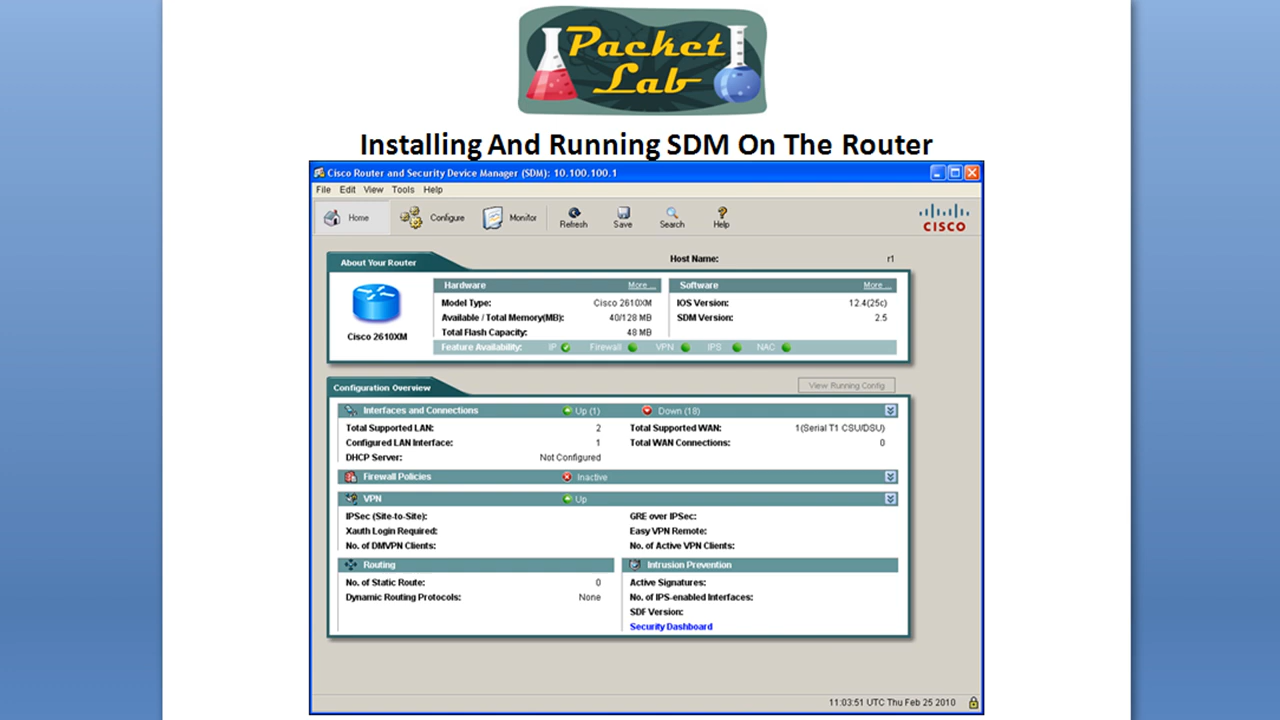 Packet
Lab
Installing And Running SDM On The Router
Cisco Router and Security Device Manager (SDM): 10.100.100.1
File Edit View Tools Help
Home Configure Monitor Refresh Save Search Help
CISCO
About Your Router
Host Name: r1
Hardware More ...
Software More ...
Model Type: Cisco 2610XM
IOS Version: 12.4(25c)
Available / Total Memory(MB): 40/128 MB
SDM Version: 2.5
Total Flash Capacity: 48 MB
Cisco 2610XM
Feature Availability: IP Firewall VPN IPS NAC
Configuration Overview
View Running Config
Interfaces and Connections Up (1) Down (18)
Total Supported LAN: 2
Total Supported WAN: 1(Serial T1 CSU/DSU)
Configured LAN Interface: 1
Total WAN Connections: 0
DHCP Server: Not Configured
Firewall Policies Inactive
VPN Up
IPSec (Site-to-Site):
GRE over IPSec:
Xauth Login Required:
Easy VPN Remote:
No. of DMVPN Clients:
No. of Active VPN Clients:
Routing
Intrusion Prevention
No. of Static Route: 0
Active Signatures:
Dynamic Routing Protocols: None
No. of IPS-enabled Interfaces:
SDF Version:
Security Dashboard
11:03:51 UTC Thu Feb 25 2010